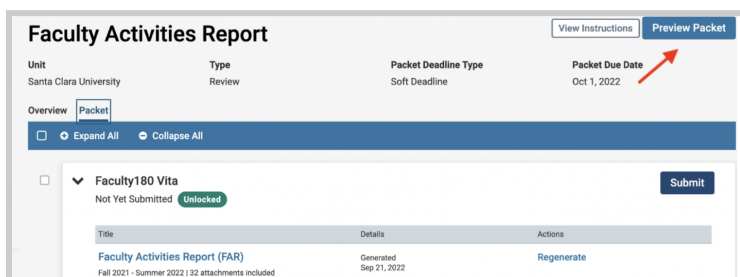 Faculty Activities Report
View Instructions
Preview Packet
Unit
Type
Packet Deadline Type
Packet Due Date
Santa Clara University
Review
Soft Deadline
Oct 1, 2022
Overview Packet
Expand All Collapse All
Faculty180 Vita
Submit
Not Yet Submitted Unlocked
Title Details Actions
Faculty Activities Report (FAR) Generated Regenerate
Fall 2021 - Summer 2022 | 32 attachments included Sep 21, 2022